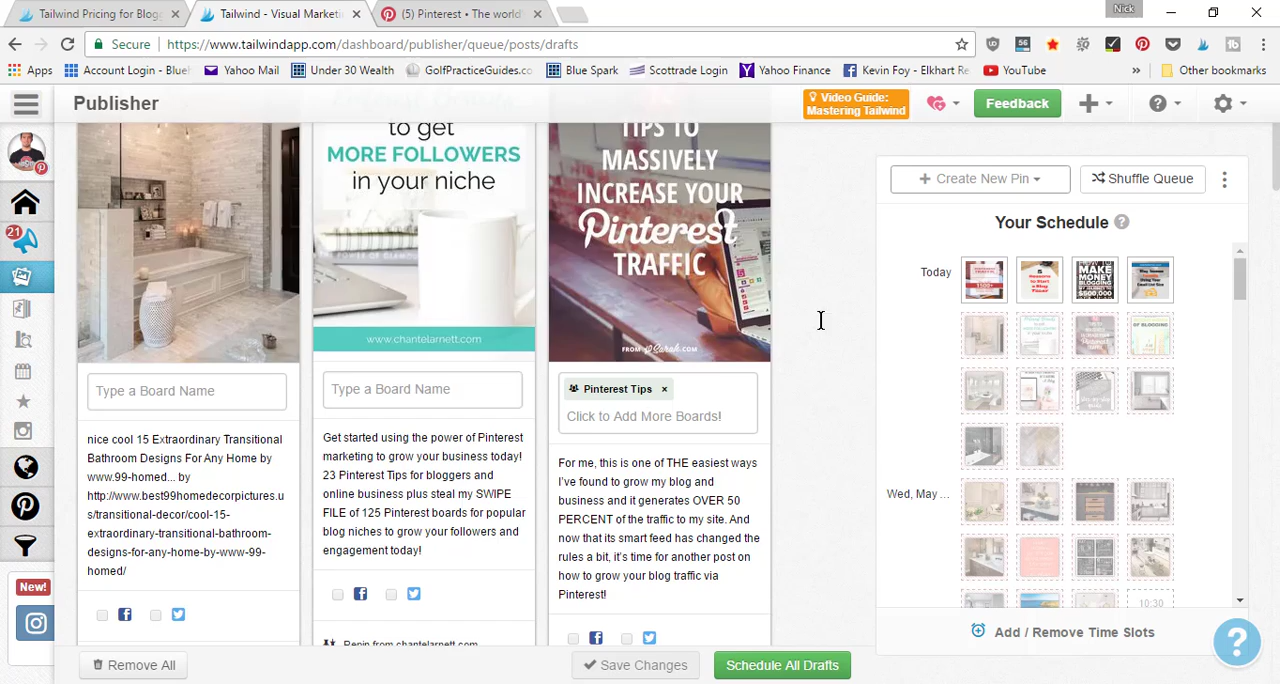 Tailwind Pricing for Blogg
Tailwind - Visual Marketi
(5) Pinterest • The world'
Nick
Secure
https://www.tailwindapp.com/dashboard/publisher/queue/posts/drafts
56
Apps
Account Login - Bluel
Yahoo Mail
Under 30 Wealth
GolfPracticeGuides.co
Blue Spark
Scottrade Login
Yahoo Finance
Kevin Foy - Elkhart Re
YouTube
Other bookmarks
Publisher
Video Guide:
Mastering Tailwind
Feedback
21
New!
to get
MORE FOLLOWERS
in your niche
www.chantelarnett.com
TIPS TO
MASSIVELY
INCREASE YOUR
Pinterest
TRAFFIC
Type a Board Name
nice cool 15 Extraordinary Transitional
Bathroom Designs For Any Home by
www.99-homed... by
http://www.best99homedecorpictures.u
s/transitional-decor/cool-15-
extraordinary-transitional-bathroom-
designs-for-any-home-by-www-99-
homed/
Type a Board Name
Get started using the power of Pinterest
marketing to grow your business today!
23 Pinterest Tips for bloggers and
online business plus steal my SWIPE
FILE of 125 Pinterest boards for popular
blog niches to grow your followers and
engagement today!
Repin from chantelarnett.com
Pinterest Tips ×
Click to Add More Boards!
For me, this is one of THE easiest ways
I've found to grow my blog and
business and it generates OVER 50
PERCENT of the traffic to my site. And
now that its smart feed has changed the
rules a bit, it's time for another post on
how to grow your blog traffic via
Pinterest!
Remove All
Save Changes
Schedule All Drafts
Create New Pin
Shuffle Queue
Your Schedule
Today
MAKE
MONEY
BLOGGING
Wed, May ...
10:30
Add / Remove Time Slots